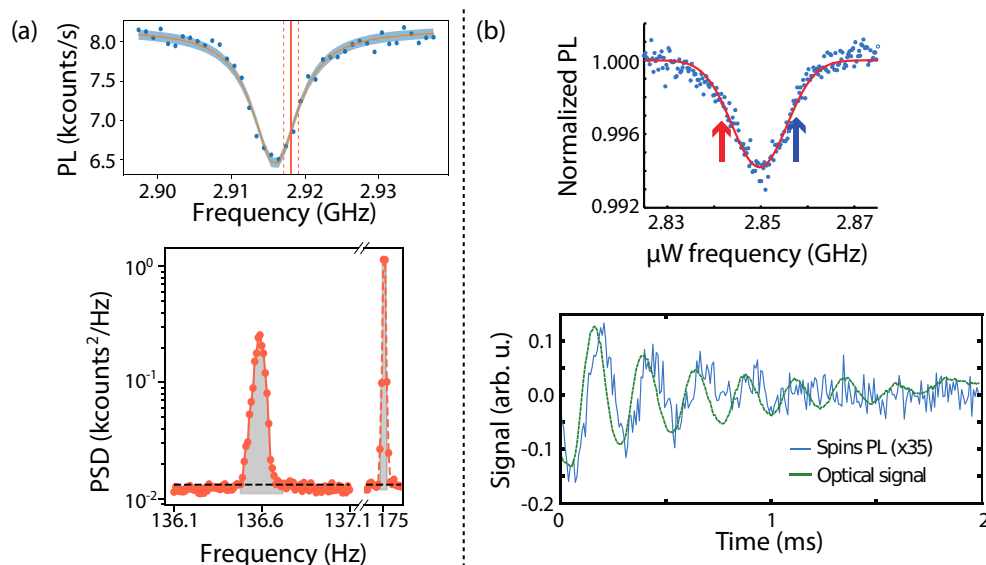 (a)
PL (kcounts/s)
8.0
7.5
7.0
6.5
2.90 2.91 2.92 2.93
Frequency (GHz)
PSD (kcounts²/Hz)
10⁰
10⁻¹
10⁻²
136.1 136.6 137.1 175
Frequency (Hz)
(b)
Normalized PL
1.000
0.996
0.992
2.83 2.85 2.87
µW frequency (GHz)
Signal (arb. u.)
0.1
0.0
-0.1
-0.2
Spins PL (x35)
Optical signal
0 1 2
Time (ms)